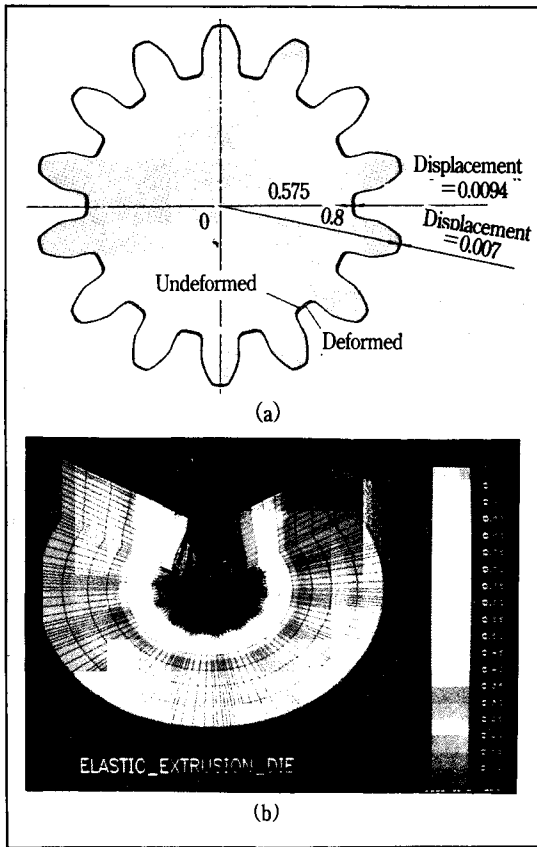 Displacement
=0.0094"
0.575
0
0.8
Displacement
=0.007
Undeformed
Deformed
(a)
ELASTIC_EXTRUSION_DIE
(b)